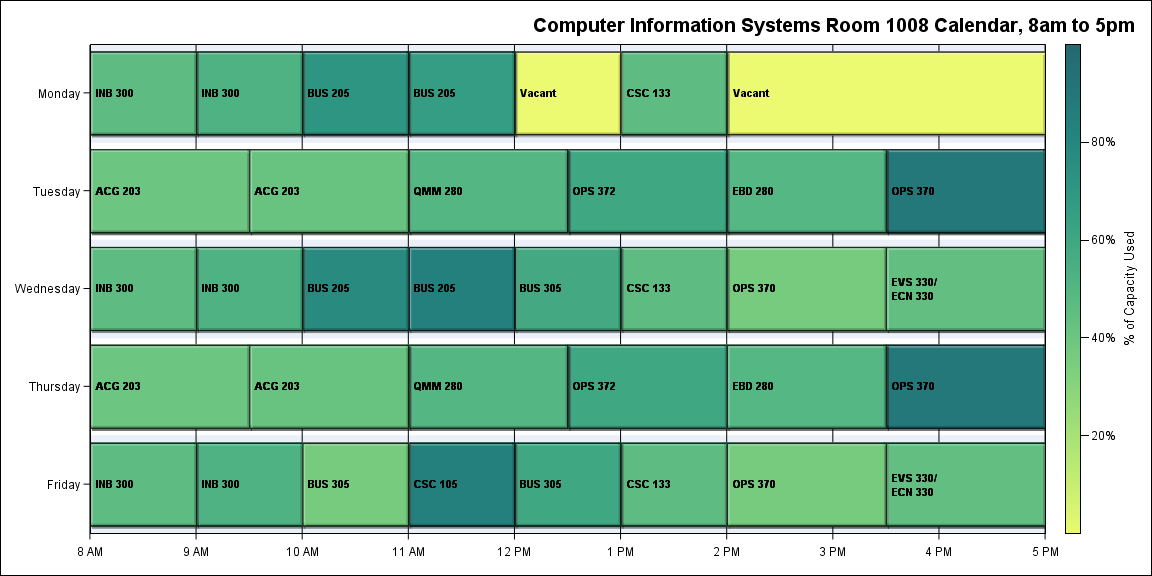 Computer Information Systems Room 1008 Calendar, 8am to 5pm
Monday
INB 300
INB 300
BUS 205
BUS 205
Vacant
CSC 133
Vacant
Tuesday
ACG 203
ACG 203
QMM 280
OPS 372
EBD 280
OPS 370
Wednesday
INB 300
INB 300
BUS 205
BUS 205
BUS 305
CSC 133
OPS 370
EVS 330/
ECN 330
Thursday
ACG 203
ACG 203
QMM 280
OPS 372
EBD 280
OPS 370
Friday
INB 300
INB 300
BUS 305
CSC 105
BUS 305
CSC 133
OPS 370
EVS 330/
ECN 330
8 AM
9 AM
10 AM
11 AM
12 PM
1 PM
2 PM
3 PM
4 PM
5 PM
80%
60%
40%
20%
% of Capacity Used